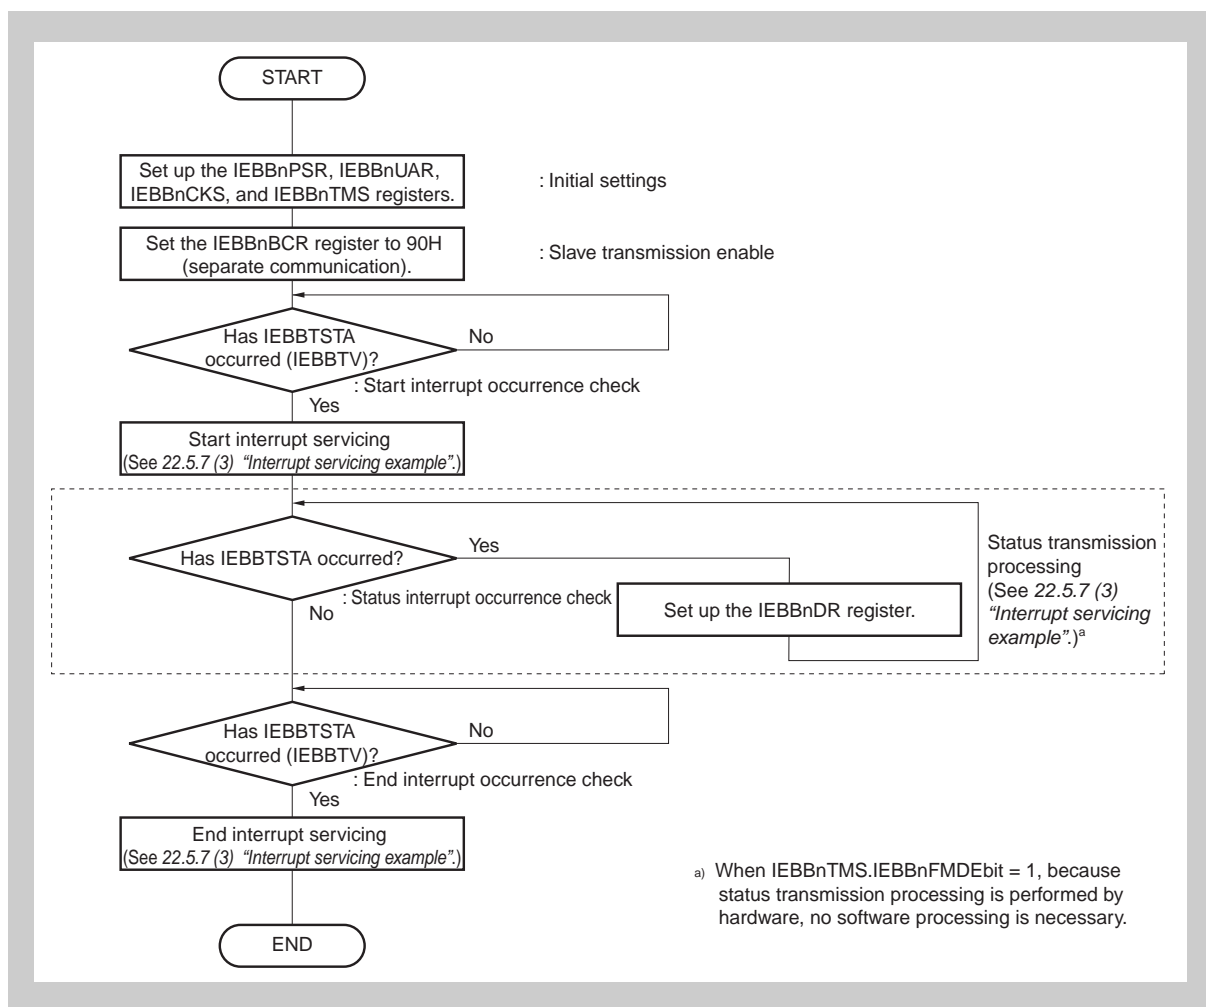 START
Set up the IEBBnPSR, IEBBnUAR,
IEBBnCKS, and IEBBnTMS registers.
: Initial settings
Set the IEBBnBCR register to 90H
(separate communication).
: Slave transmission enable
Has IEBBTSTA
occurred (IEBBTV)?
No
: Start interrupt occurrence check
Yes
Start interrupt servicing
(See 22.5.7 (3) “Interrupt servicing example”.)
Has IEBBTSTA occurred?
Yes
: Status interrupt occurrence check
No
Set up the IEBBnDR register.
Status transmission
processing
(See 22.5.7 (3)
“Interrupt servicing
example”.)a
Has IEBBTSTA
occurred (IEBBTV)?
No
: End interrupt occurrence check
Yes
End interrupt servicing
(See 22.5.7 (3) “Interrupt servicing example”.)
END
a) When IEBBnTMS.IEBBnFMDEbit = 1, because
status transmission processing is performed by
hardware, no software processing is necessary.